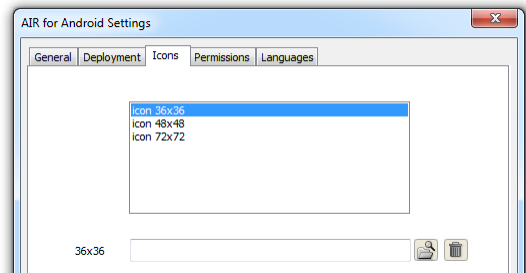 AIR for Android Settings
General Deployment Icons Permissions Languages
icon 36x36
icon 48x48
icon 72x72
36x36